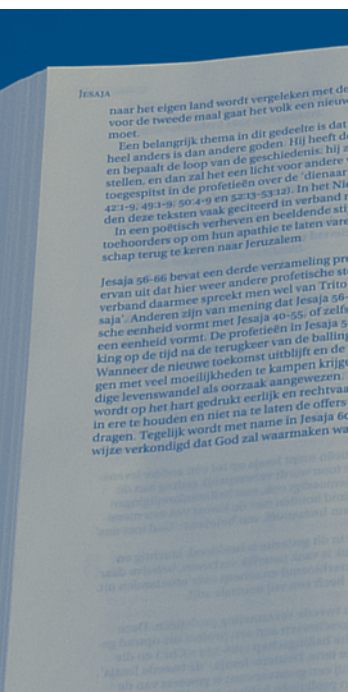 JESAJA
naar het eigen land wordt vergeleken met de
voor de tweede maal gaat het volk een nieuw
moet.
Een belangrijk thema in dit gedeelte is dat
heel anders is dan andere goden. Hij heeft de
en bepaalt de loop van de geschiedenis; hij z
stellen, en dan zal het een licht voor andere
toegespitst in de profetieën over de ‘dienaar
42:1-9; 49:1-9; 50:4-9 en 52:13-53:12). In het Ni
den deze teksten vaak geciteerd in verband m
In een poëtisch verheven en beeldende sti
toehoorders op om hun apathie te laten vare
schap terug te keren naar Jeruzalem.
Jesaja 56-66 bevat een derde verzameling pro
ervan uit dat hier weer andere profetische ste
verband daarmee spreekt men wel van Trito
saja’. Anderen zijn van mening dat Jesaja 56-
sche eenheid vormt met Jesaja 40-55, of zelfs
een eenheid vormt. De profetieën in Jesaja 5
king op de tijd na de terugkeer van de balling
Wanneer de nieuwe toekomst uitblijft en de
gen met veel moeilijkheden te kampen krijge
dige levenswandel als oorzaak aangewezen.
wordt op het hart gedrukt eerlijk en rechtvaa
in ere te houden en niet na te laten de offers
dragen. Tegelijk wordt met name in Jesaja 60
wijze verkondigd dat God zal waarmaken wa